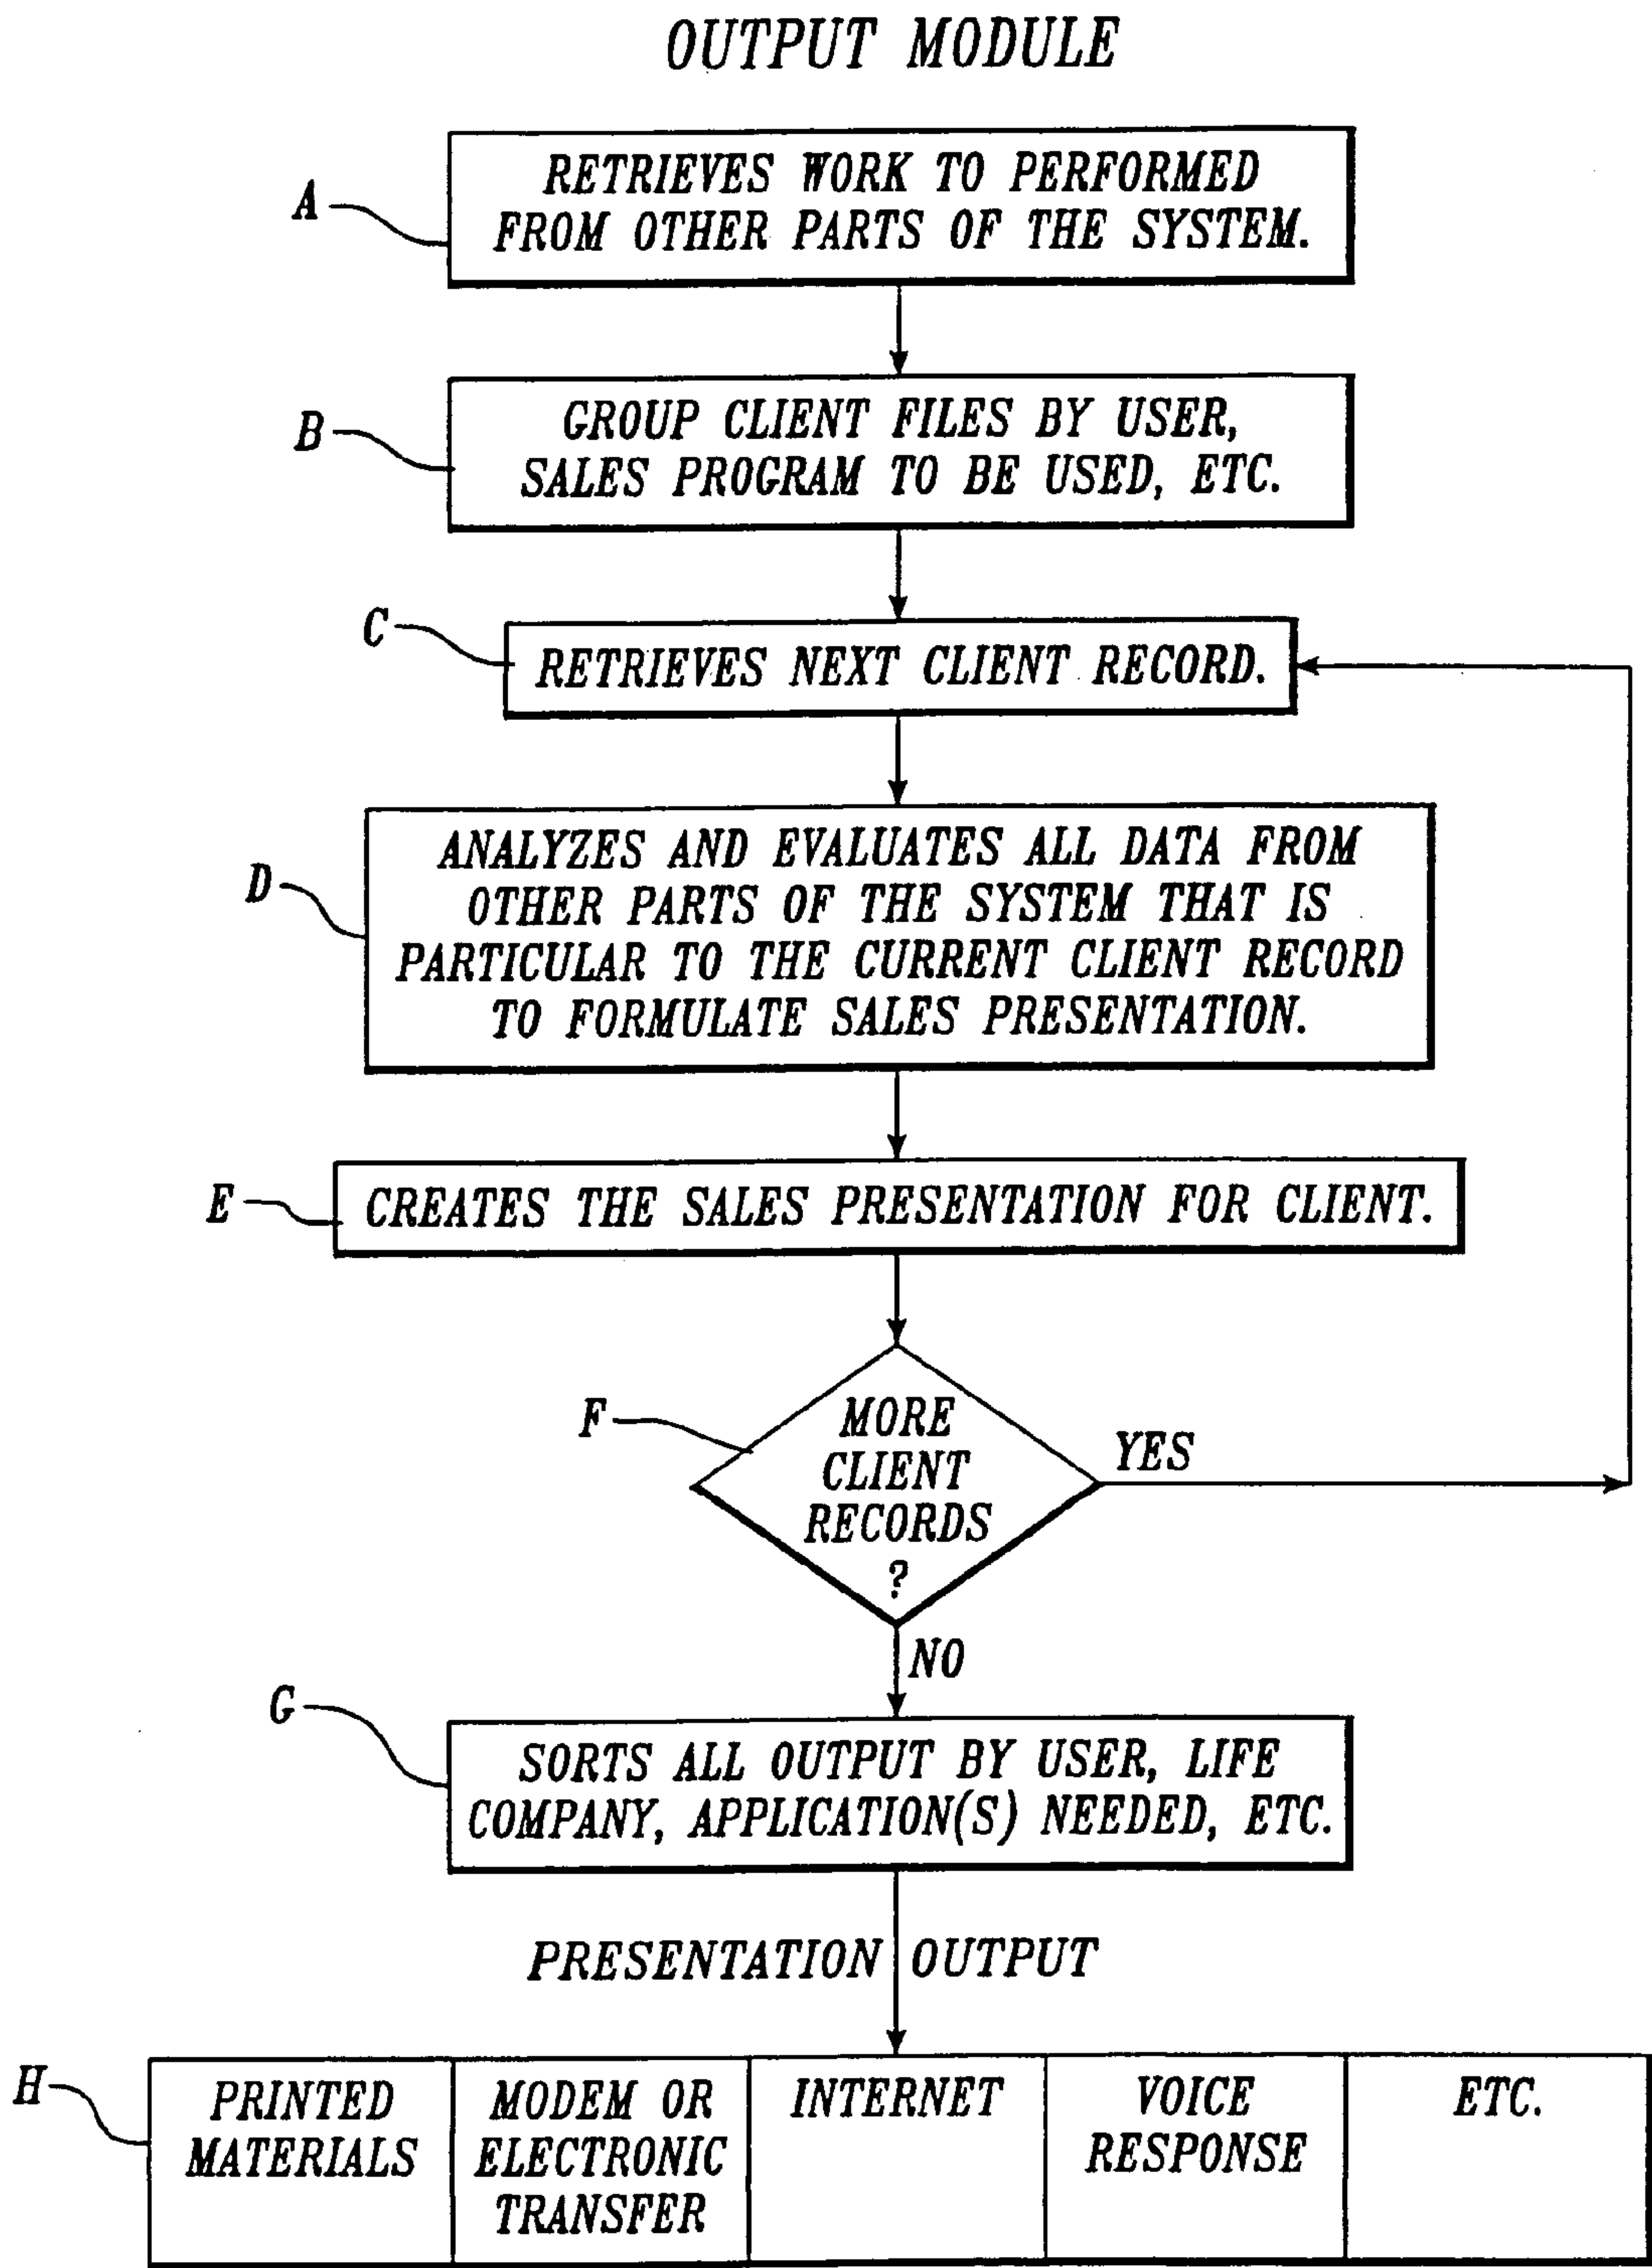 OUTPUT MODULE
A
RETRIEVES WORK TO PERFORMED
FROM OTHER PARTS OF THE SYSTEM.
B
GROUP CLIENT FILES BY USER,
SALES PROGRAM TO BE USED, ETC.
C
RETRIEVES NEXT CLIENT RECORD.
D
ANALYZES AND EVALUATES ALL DATA FROM
OTHER PARTS OF THE SYSTEM THAT IS
PARTICULAR TO THE CURRENT CLIENT RECORD
TO FORMULATE SALES PRESENTATION.
E
CREATES THE SALES PRESENTATION FOR CLIENT.
F
MORE
CLIENT
RECORDS
?
YES
NO
G
SORTS ALL OUTPUT BY USER, LIFE
COMPANY, APPLICATION(S) NEEDED, ETC.
PRESENTATION OUTPUT
H
PRINTED
MATERIALS
MODEM OR
ELECTRONIC
TRANSFER
INTERNET
VOICE
RESPONSE
ETC.